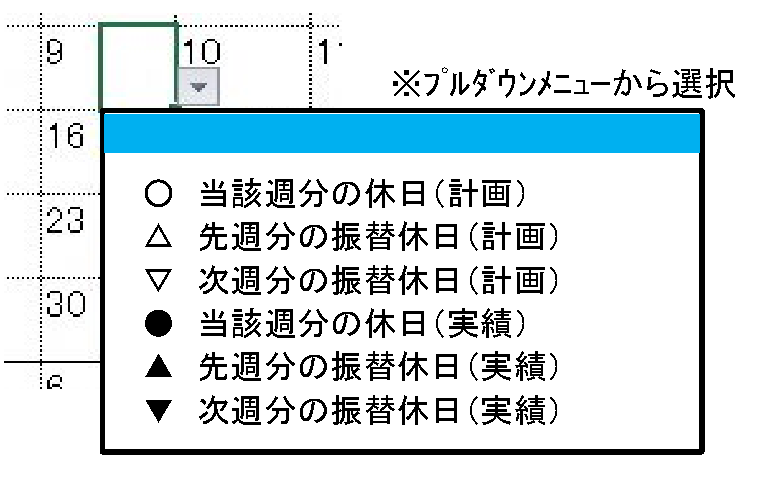 9 10 1
※ﾌﾟﾙﾀﾞｳﾝﾒﾆｭｰから選択
16
23
30
○ 当該週分の休日(計画)
△ 先週分の振替休日(計画)
▽ 次週分の振替休日(計画)
● 当該週分の休日(実績)
▲ 先週分の振替休日(実績)
▼ 次週分の振替休日(実績)